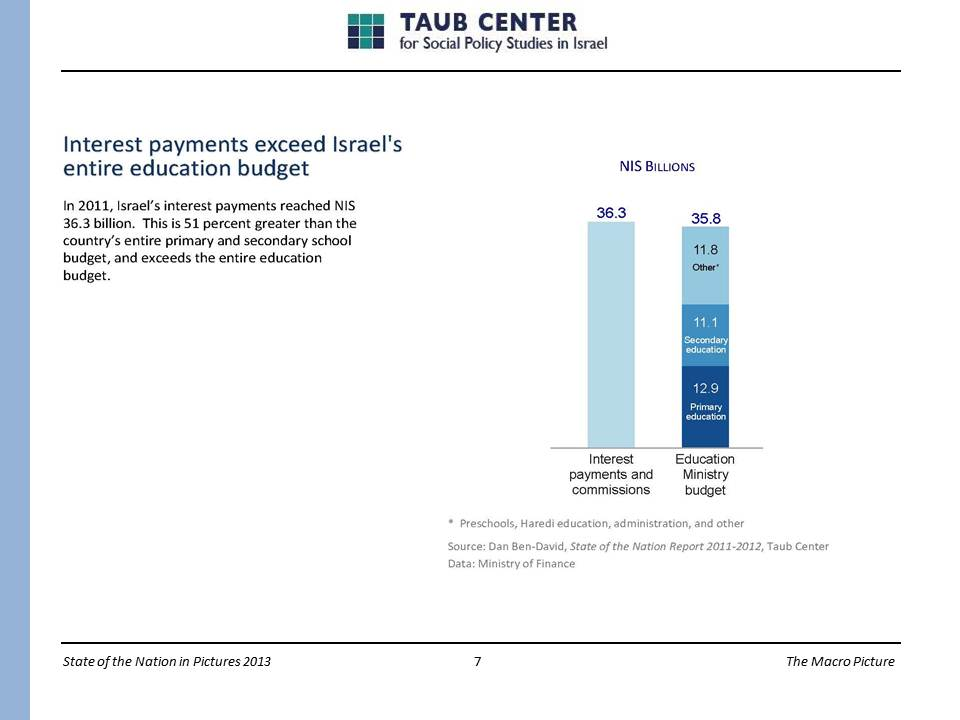 TAUB CENTER
for Social Policy Studies in Israel
Interest payments exceed Israel's
entire education budget
In 2011, Israel’s interest payments reached NIS
36.3 billion.  This is 51 percent greater than the
country’s entire primary and secondary school
budget, and exceeds the entire education
budget.
NIS BILLIONS
36.3
35.8
11.8
Other*
11.1
Secondary
education
12.9
Primary
education
Interest
payments and
commissions
Education
Ministry
budget
* Preschools, Haredi education, administration, and other
Source: Dan Ben-David, State of the Nation Report 2011-2012, Taub Center
Data: Ministry of Finance
State of the Nation in Pictures 2013
7
The Macro Picture